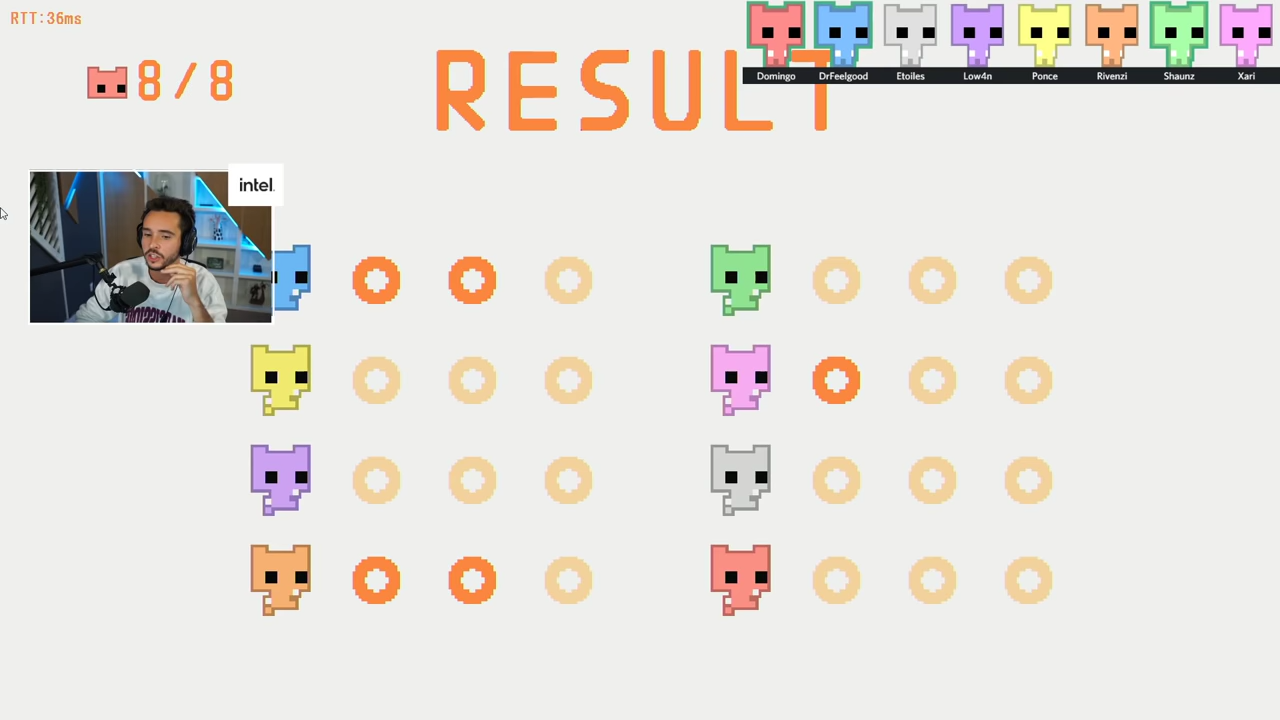 RTT:36ms
8/8
RESULT
Domingo DrFeelgood Etoiles Low4n Ponce Rivenzi Shaunz Xari
intel.